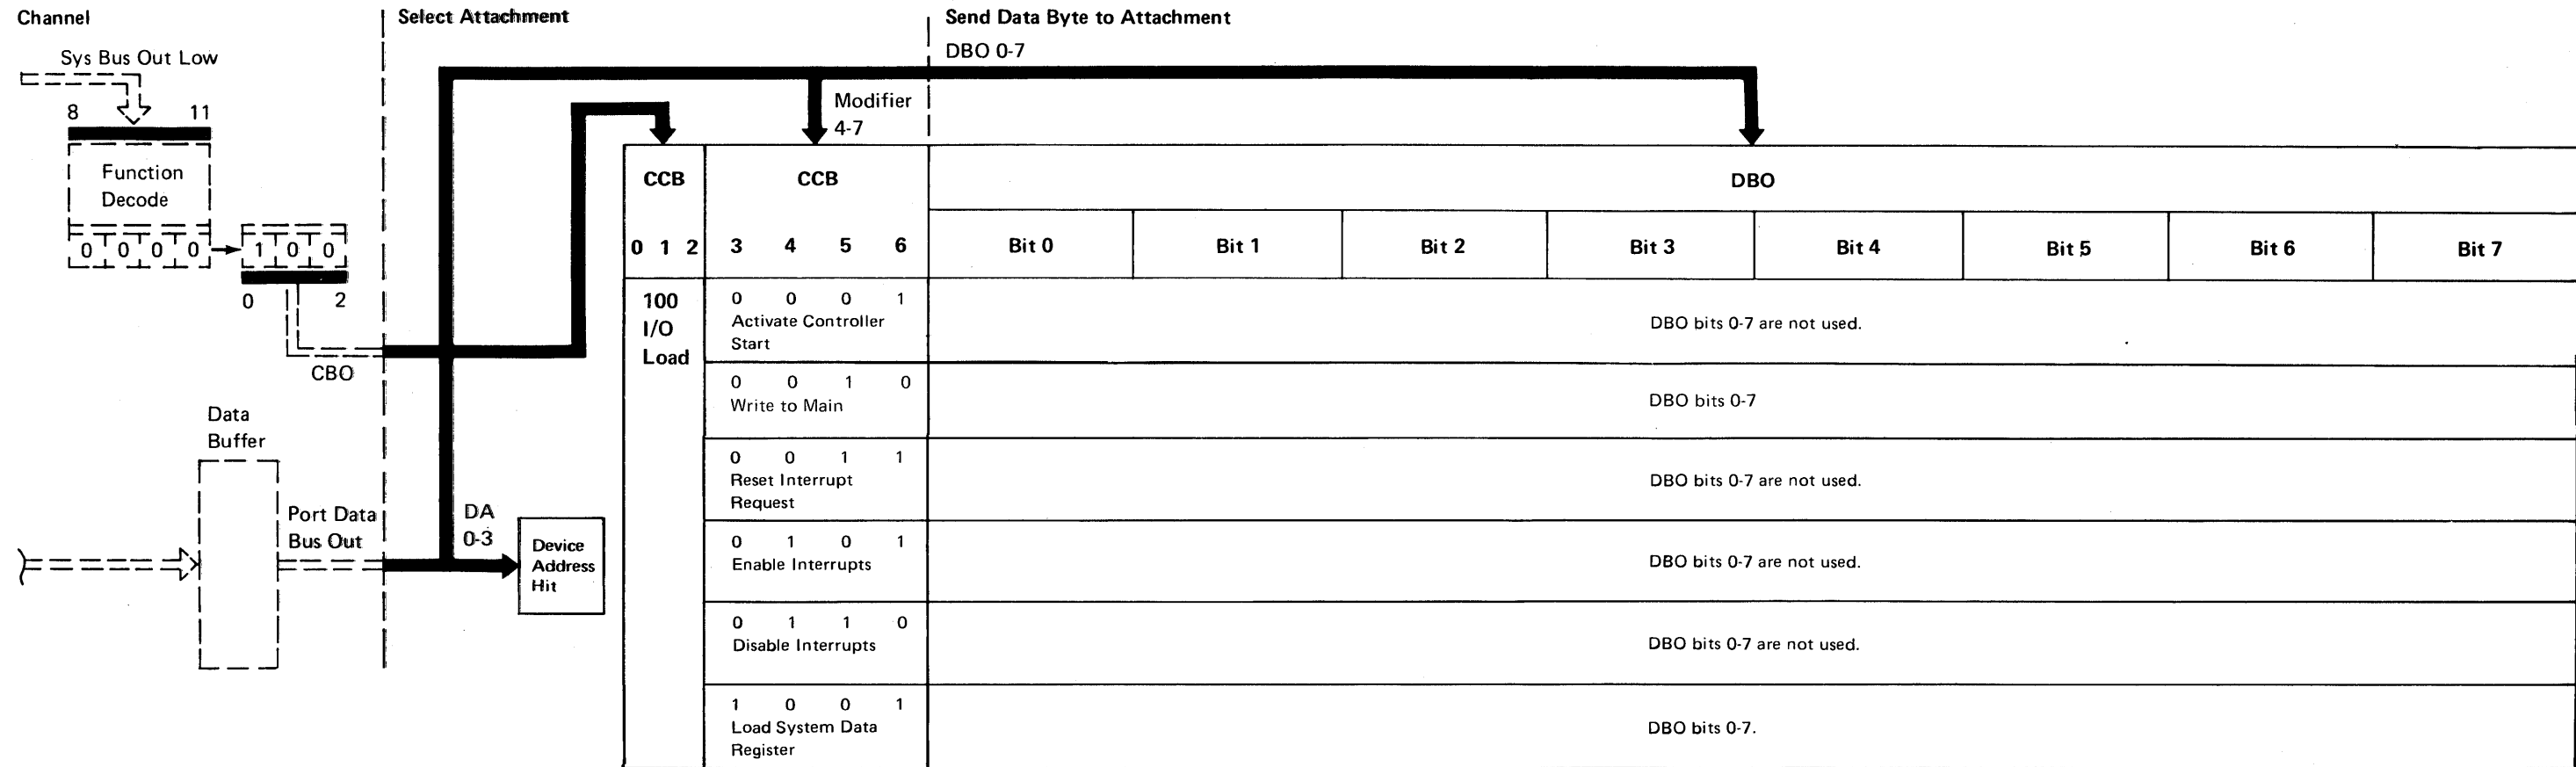 Channel
Select Attachment
Send Data Byte to Attachment
Sys Bus Out Low
DBO 0-7
8 11
Modifier
4-7
Function
Decode
0 0 0 0
1 0 0
0 2
CBO
Data
Buffer
Port Data
Bus Out
DA
0-3
Device
Address
Hit
CCB CCB DBO
0 1 2 3 4 5 6 Bit 0 Bit 1 Bit 2 Bit 3 Bit 4 Bit 5 Bit 6 Bit 7
100
I/O
Load
0 0 0 1
Activate Controller
Start
DBO bits 0-7 are not used.
0 0 1 0
Write to Main
DBO bits 0-7
0 0 1 1
Reset Interrupt
Request
DBO bits 0-7 are not used.
0 1 0 1
Enable Interrupts
DBO bits 0-7 are not used.
0 1 1 0
Disable Interrupts
DBO bits 0-7 are not used.
1 0 0 1
Load System Data
Register
DBO bits 0-7.